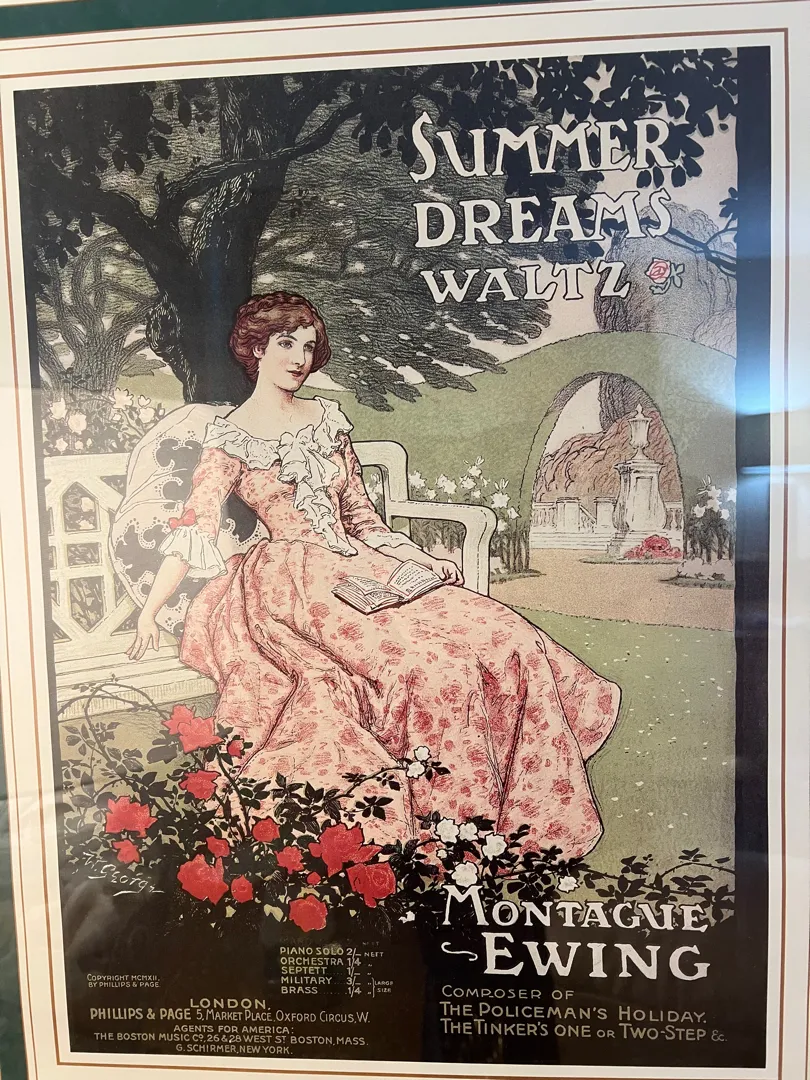 SUMMER
DREAMS
WALTZ
MONTAGUE
EWING
COMPOSER OF
THE POLICEMAN'S HOLIDAY.
THE TINKER'S ONE OR TWO-STEP &c.
PIANO SOLO 2/- NETT
ORCHESTRA 1/4 "
SEPTETT 1/- "
MILITARY 3/- " LARGE
BRASS 1/4 " SIZE
COPYRIGHT MCMXII,
BY PHILLIPS & PAGE
LONDON.
PHILLIPS & PAGE 5, MARKET PLACE, OXFORD CIRCUS, W.
AGENTS FOR AMERICA:
THE BOSTON MUSIC CO, 26 & 28 WEST ST BOSTON, MASS.
G. SCHIRMER, NEW YORK.